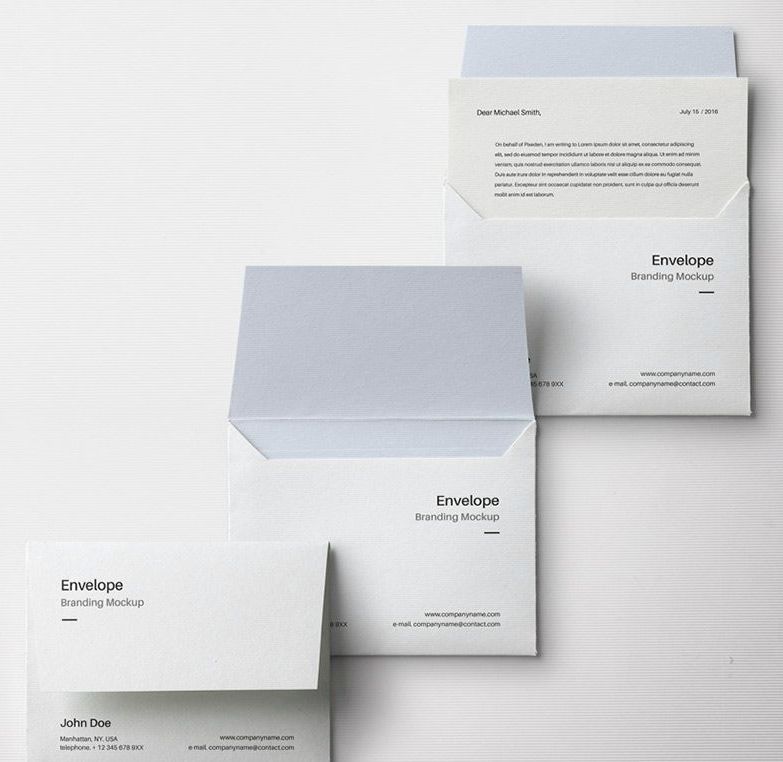 Dear Michael Smith,
July 15 / 2016
On behalf of Pixeden, I am writing to Lorem ipsum dolor sit amet, consectetur adipiscing
elit, sed do eiusmod tempor incididunt ut labore et dolore magna aliqua. Ut enim ad minim
veniam, quis nostrud exercitation ullamco laboris nisi ut aliquip ex ea commodo consequat.
Duis aute irure dolor in reprehenderit in voluptate velit esse cillum dolore eu fugiat nulla
pariatur. Excepteur sint occaecat cupidatat non proident, sunt in culpa qui officia deserunt
mollit anim id est laborum.
Envelope
Branding Mockup
SA
www.companyname.com
45 678 9XX
e-mail. companyname@contact.com
Envelope
Branding Mockup
www.companyname.com
8 9XX
e-mail. companyname@contact.com
Envelope
Branding Mockup
John Doe
Manhattan, NY. USA
www.companyname.com
telephone. + 12 345 678 9XX
e-mail. companyname@contact.com